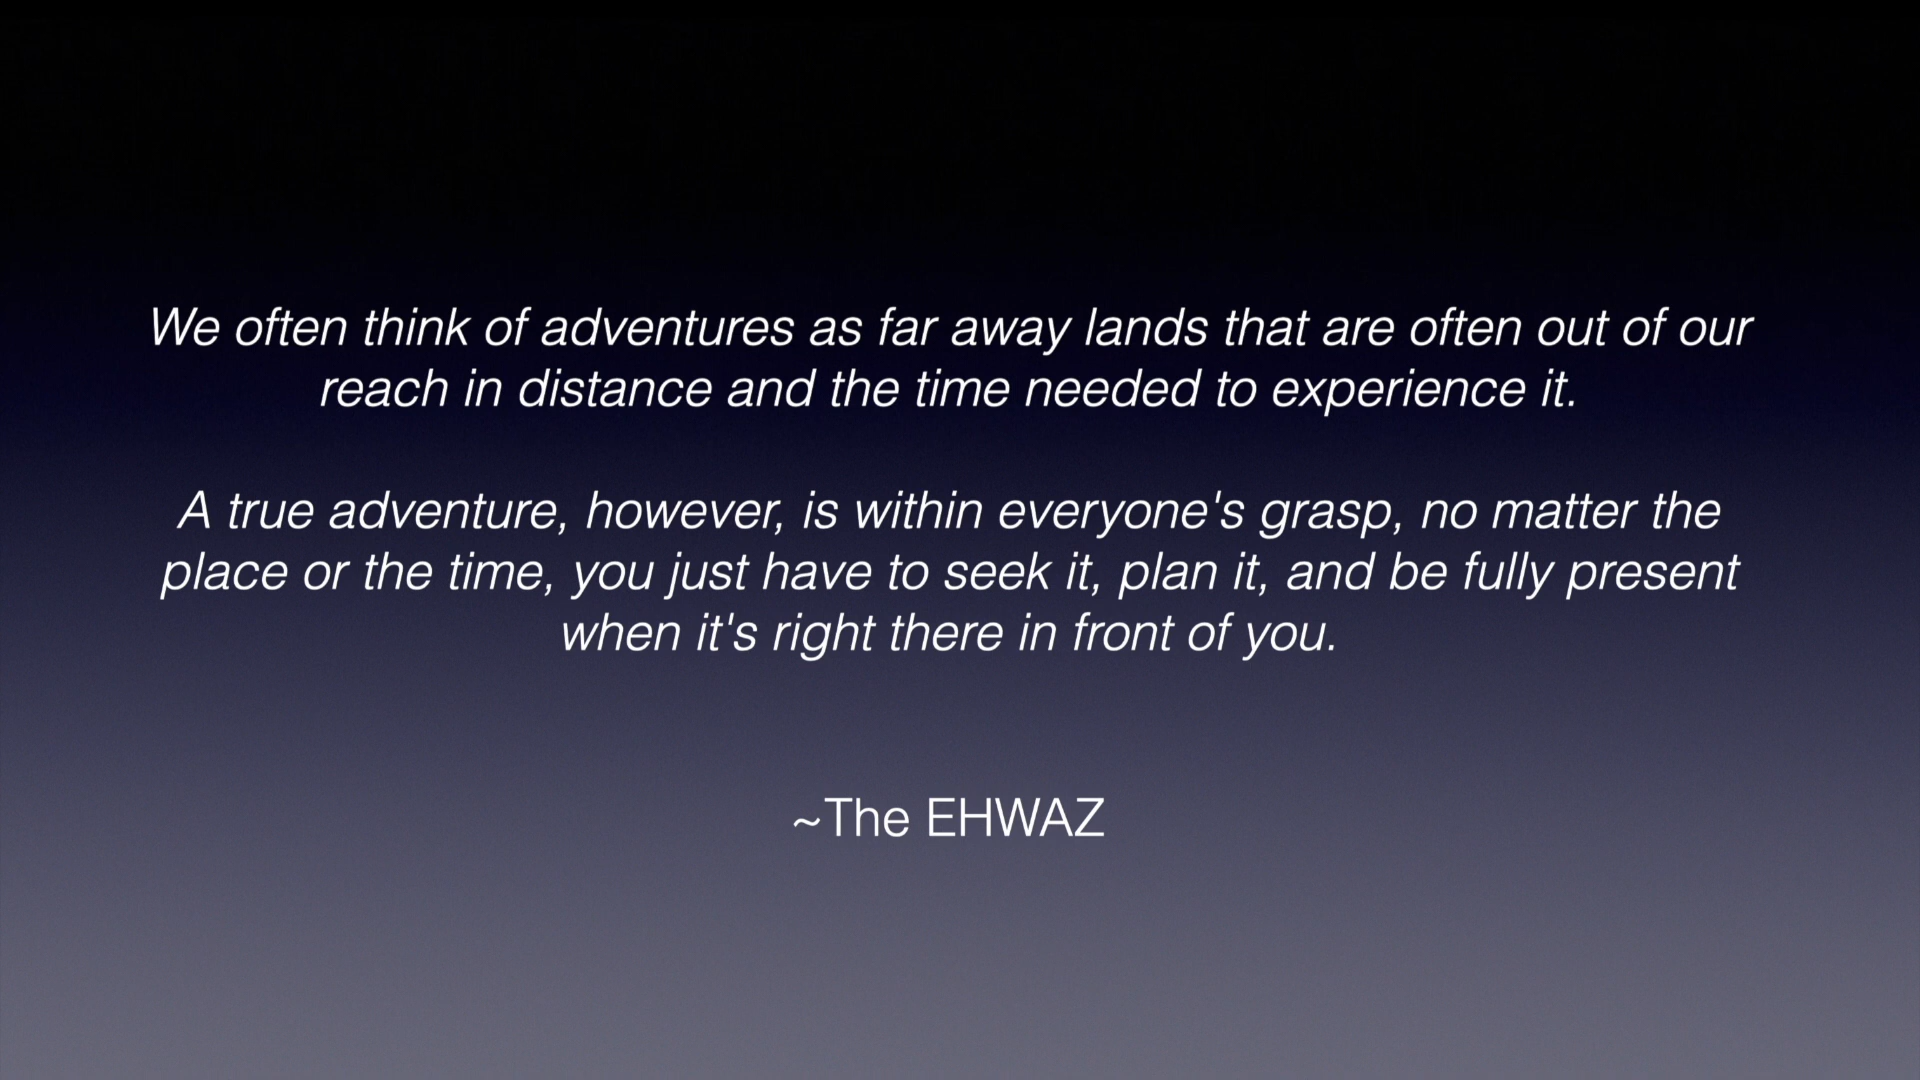 We often think of adventures as far away lands that are often out of our
reach in distance and the time needed to experience it.
A true adventure, however, is within everyone's grasp, no matter the
place or the time, you just have to seek it, plan it, and be fully present
when it's right there in front of you.
~The EHWAZ